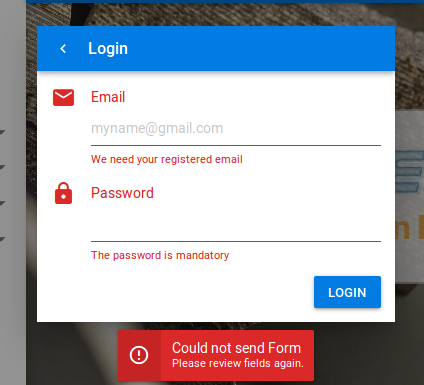 Login
Email
myname@gmail.com
We need your registered email
Password
The password is mandatory
LOGIN
Could not send Form
Please review fields again.